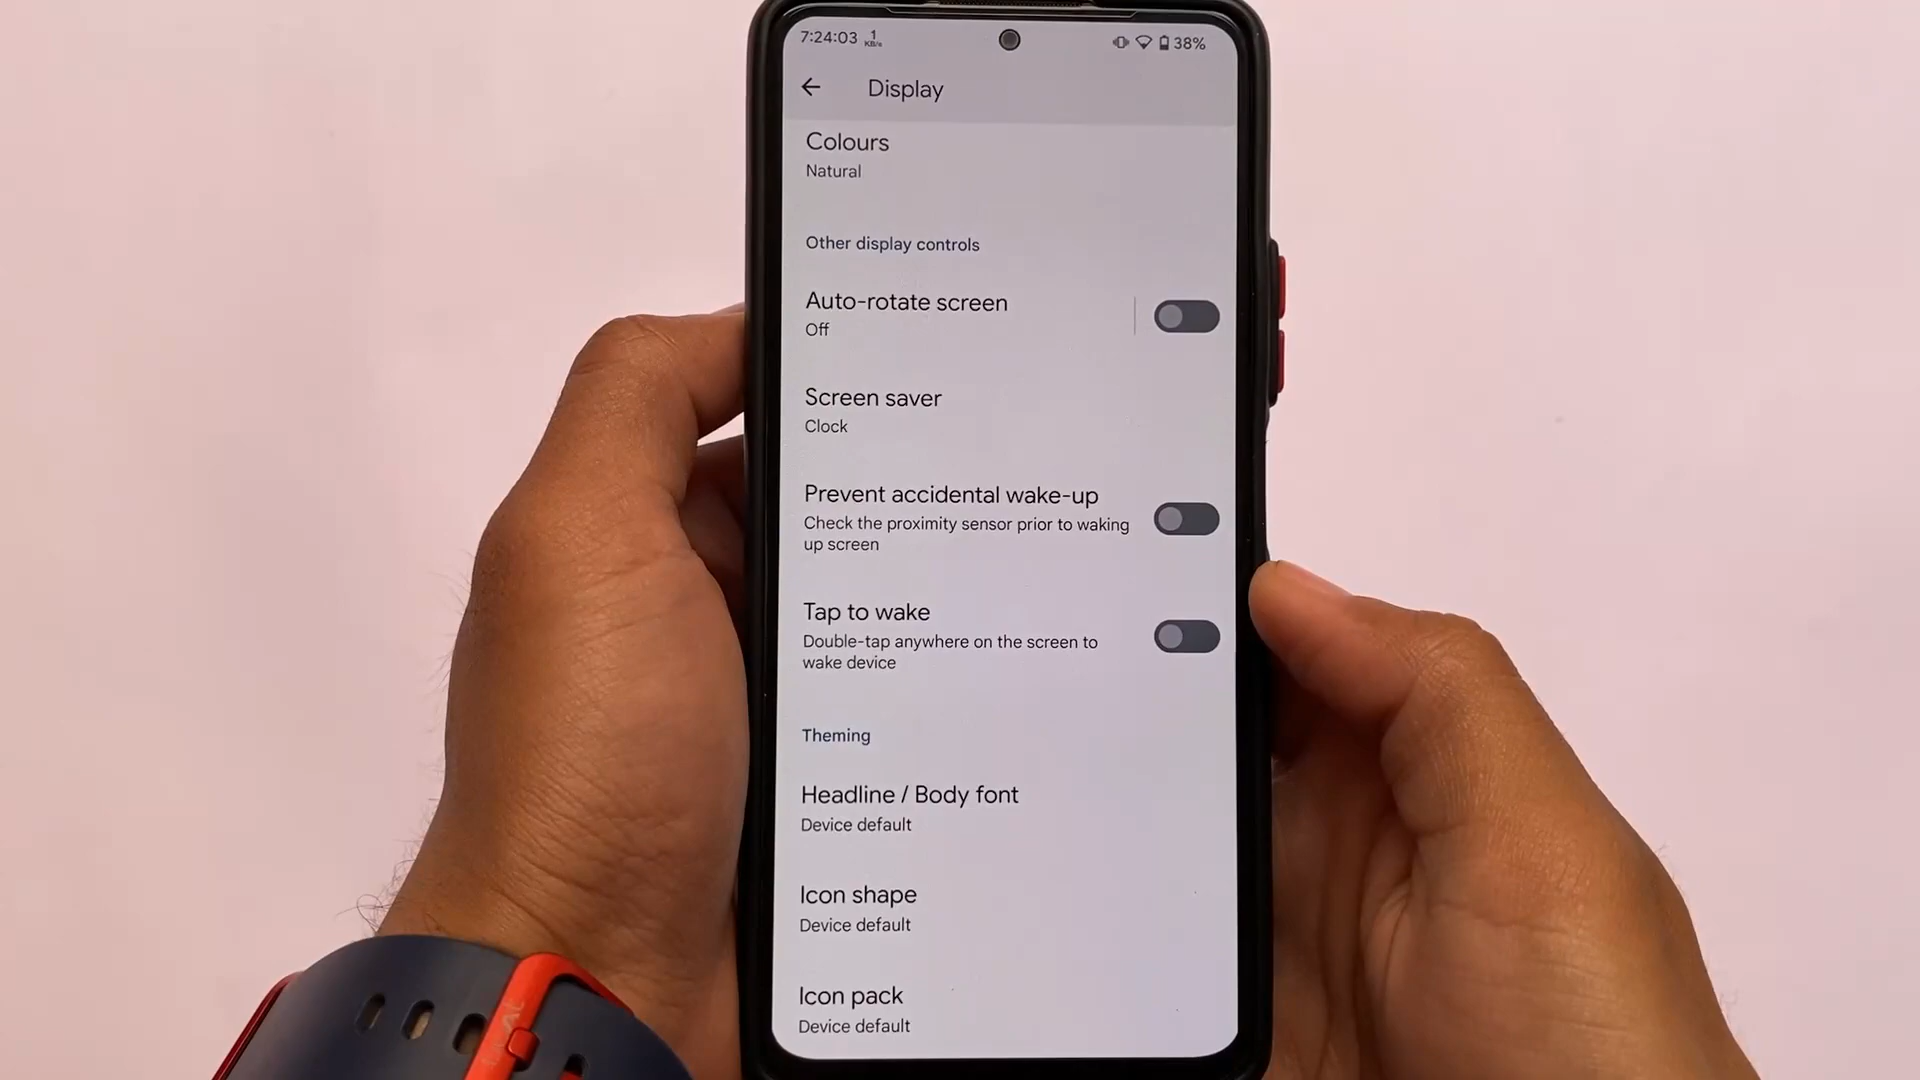 7:24:03 1 KB/s 38%
Display
Colours
Natural
Other display controls
Auto-rotate screen
Off
Screen saver
Clock
Prevent accidental wake-up
Check the proximity sensor prior to waking
up screen
Tap to wake
Double-tap anywhere on the screen to
wake device
Theming
Headline / Body font
Device default
Icon shape
Device default
Icon pack
Device default